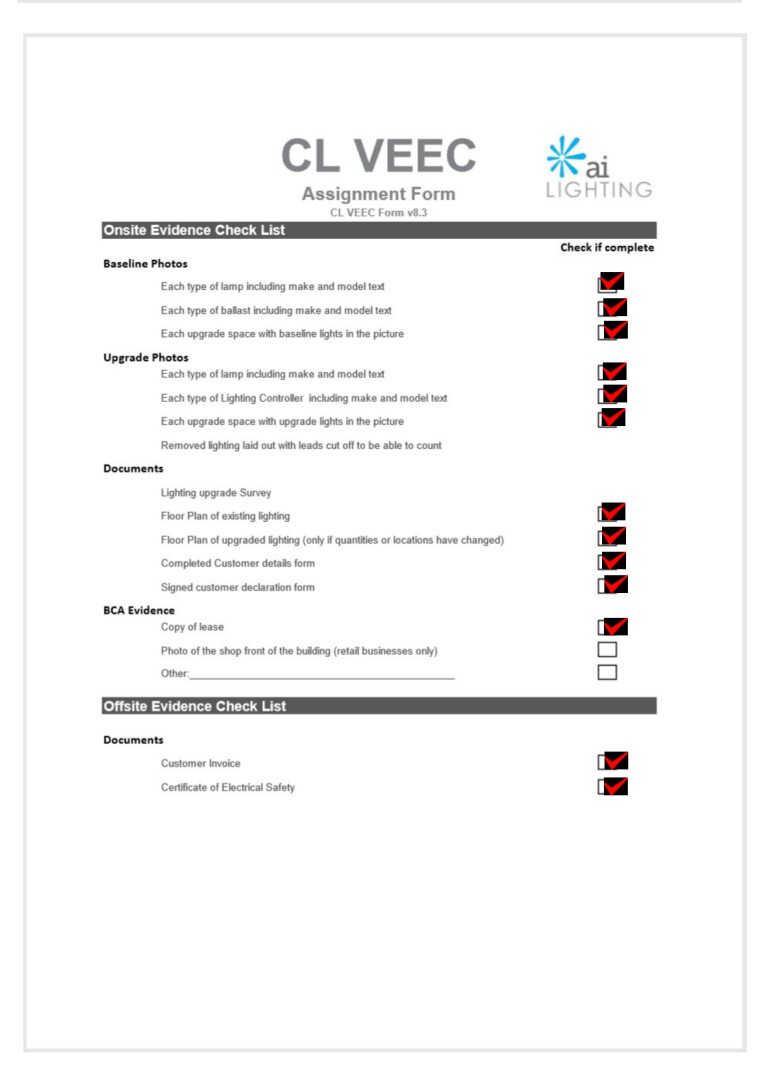 CL VEEC
ai
LIGHTING
Assignment Form
CL VEEC Form v8.3
Onsite Evidence Check List
Check if complete
Baseline Photos
Each type of lamp including make and model text
Each type of ballast including make and model text
Each upgrade space with baseline lights in the picture
Upgrade Photos
Each type of lamp including make and model text
Each type of Lighting Controller including make and model text
Each upgrade space with upgrade lights in the picture
Removed lighting laid out with leads cut off to be able to count
Documents
Lighting upgrade Survey
Floor Plan of existing lighting
Floor Plan of upgraded lighting (only if quantities or locations have changed)
Completed Customer details form
Signed customer declaration form
BCA Evidence
Copy of lease
Photo of the shop front of the building (retail businesses only)
Other:
Offsite Evidence Check List
Documents
Customer Invoice
Certificate of Electrical Safety